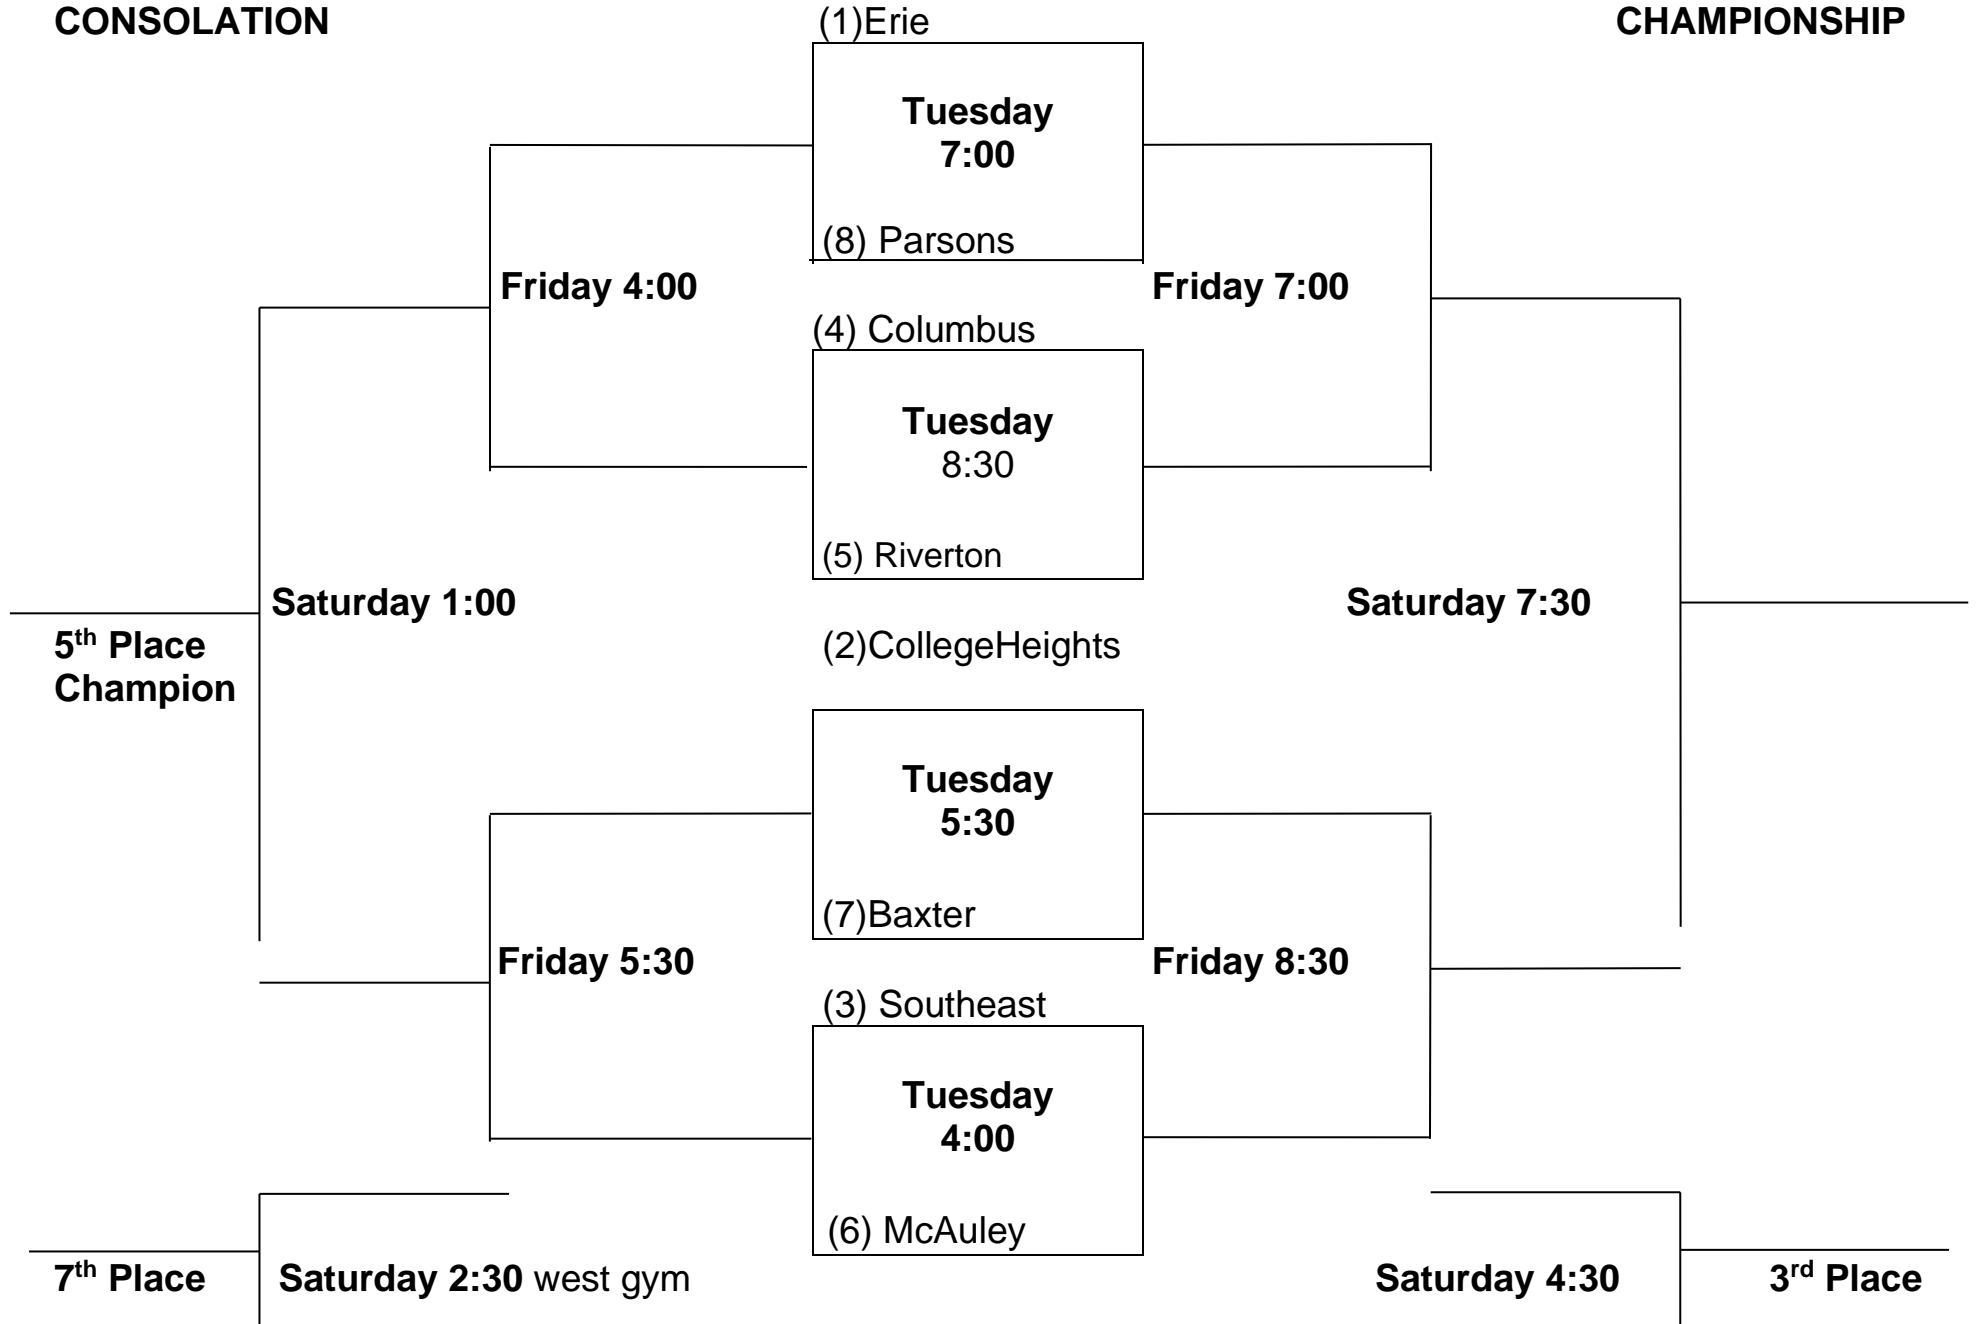 CONSOLATION (1)Erie CHAMPIONSHIP
Tuesday
7:00
(8) Parsons
Friday 4:00 Friday 7:00
(4) Columbus
Tuesday
8:30
(5) Riverton
Saturday 1:00 Saturday 7:30
5th Place
Champion
(2)CollegeHeights
Tuesday
5:30
(7)Baxter
Friday 5:30 Friday 8:30
(3) Southeast
Tuesday
4:00
(6) McAuley
7th Place Saturday 2:30 west gym Saturday 4:30 3rd Place